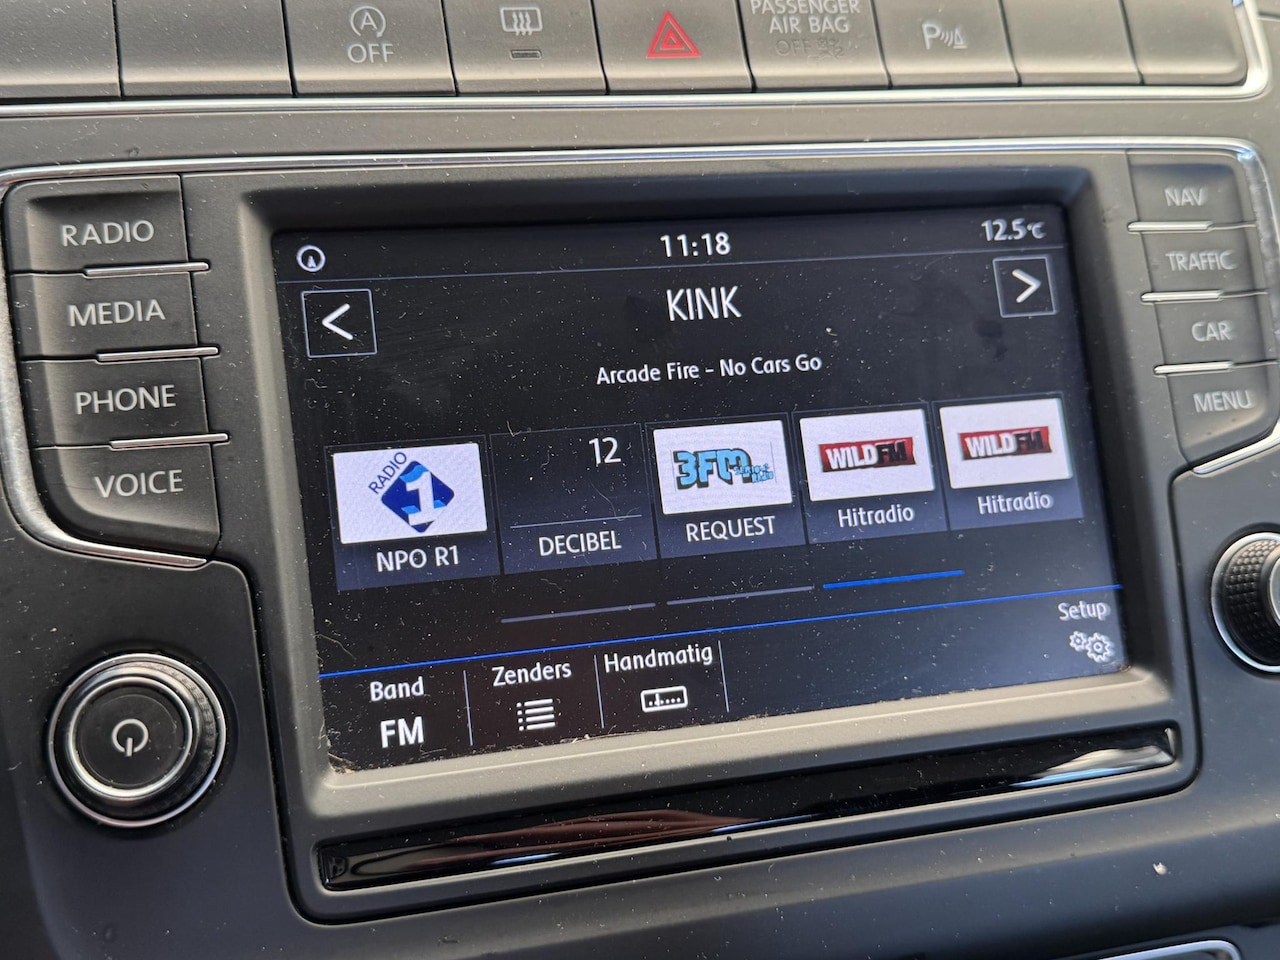 A
OFF
PASSENGER
AIR BAG
OFF
P
RADIO
MEDIA
PHONE
VOICE
NAV
TRAFFIC
CAR
MENU
11:18
12.5°C
<
KINK
>
Arcade Fire - No Cars Go
RADIO
1
NPO R1
12
DECIBEL
3FM
REQUEST
WILDFM
Hitradio
WILDFM
Hitradio
Band
FM
Zenders
Handmatig
Setup